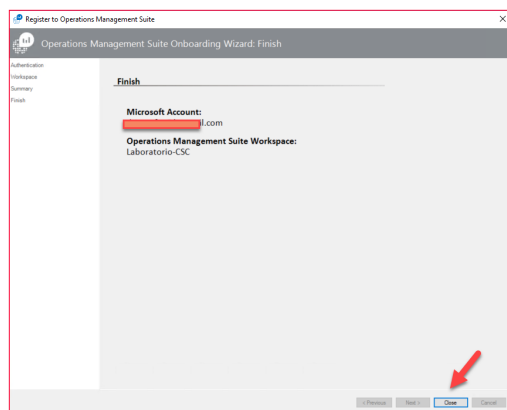 Register to Operations Management Suite
Operations Management Suite Onboarding Wizard: Finish
Authentication
Workspace
Summary
Finish
Finish
Microsoft Account:
l.com
Operations Management Suite Workspace:
Laboratorio-CSC
< Previous
Next >
Close
Cancel